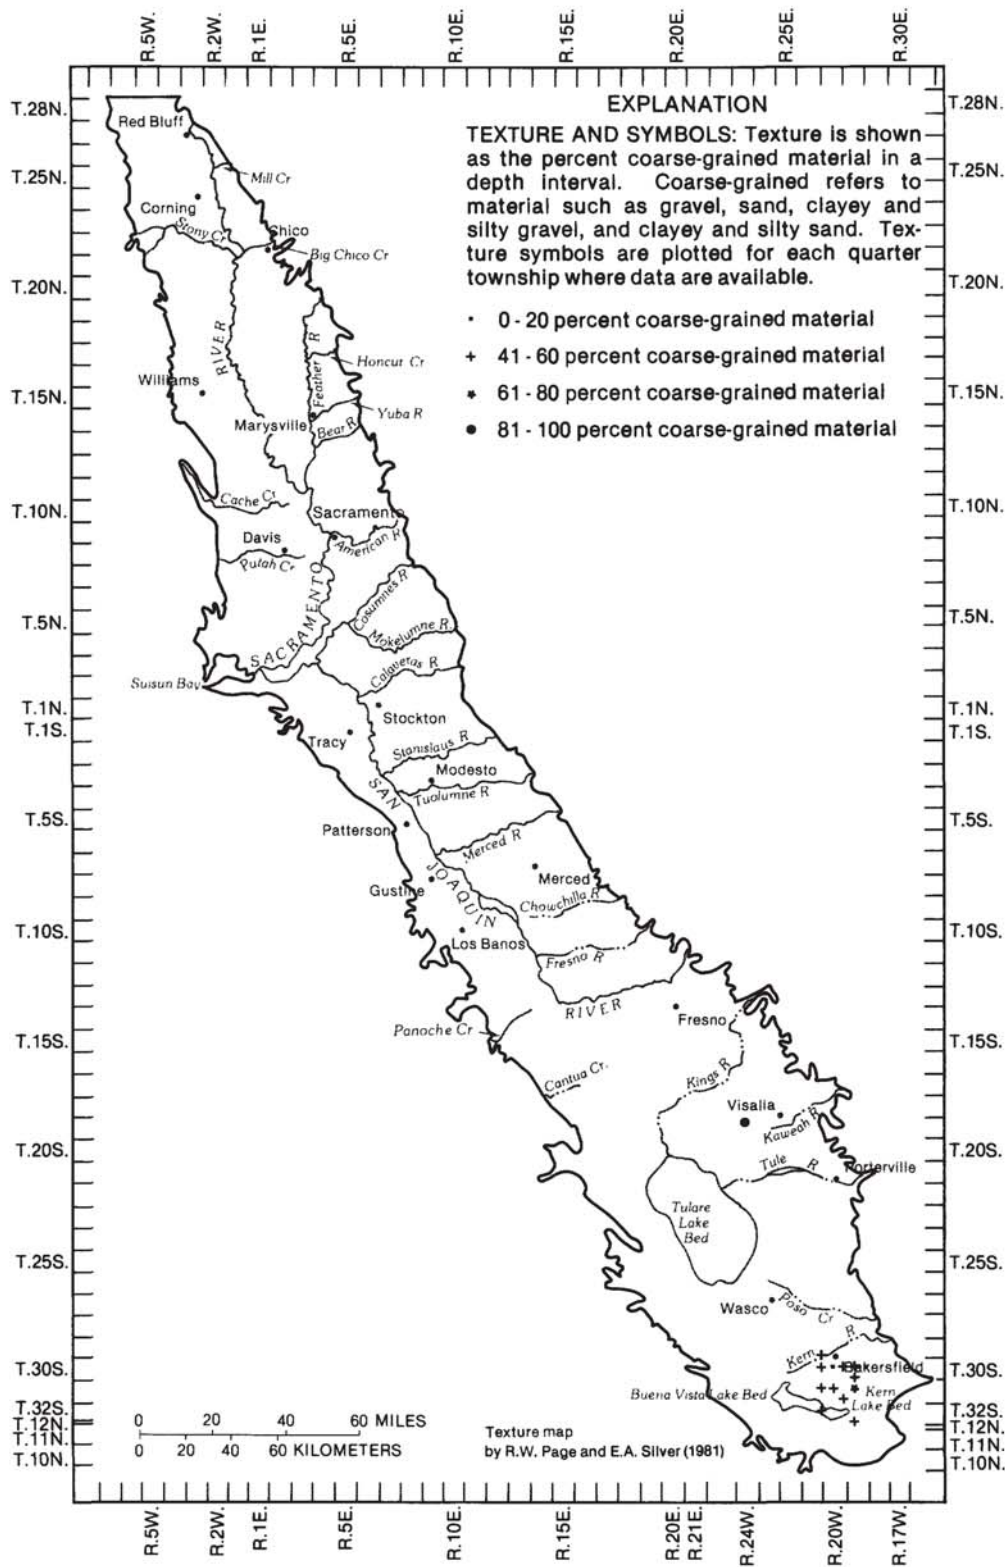 R.5W. R.2W. R.1E. R.5E. R.10E. R.15E. R.20E. R.25E. R.30E.
EXPLANATION
TEXTURE AND SYMBOLS: Texture is shown
as the percent coarse-grained material in a
depth interval. Coarse-grained refers to
material such as gravel, sand, clayey and
silty gravel, and clayey and silty sand. Tex-
ture symbols are plotted for each quarter
township where data are available.
0 - 20 percent coarse-grained material
41 - 60 percent coarse-grained material
61 - 80 percent coarse-grained material
81 - 100 percent coarse-grained material
T.28N. T.28N.
Red Bluff
Mill Cr
T.25N. T.25N.
Corning
Stony Cr
Chico
Big Chico Cr
T.20N. T.20N.
RIVER
Feather R
Honcut Cr
Williams
T.15N. T.15N.
Marysville
Yuba R
Bear R
Cache Cr
T.10N. T.10N.
Sacramento
Davis
American R
Putah Cr
SACRAMENTO
Cosumnes R
T.5N. T.5N.
Mokelumne R.
Calaveras R
Suisun Bay
T.1N. T.1N.
T.1S. T.1S.
Stockton
Tracy
Stanislaus R
Modesto
SAN
Tuolumne R
T.5S. T.5S.
Patterson
Merced R
JOAQUIN
Merced
Gustine
Chowchilla R
T.10S. T.10S.
Los Banos
Fresno R
RIVER
Fresno
Panoche Cr
T.15S. T.15S.
Cantua Cr.
Kings R
Visalia
Kaweah R
T.20S. T.20S.
Tule R
Porterville
Tulare
Lake
Bed
T.25S. T.25S.
Wasco
Poso Cr
Kern R
T.30S. T.30S.
Bakersfield
Buena Vista Lake Bed
Kern
Lake Bed
T.32S. T.32S.
T.12N. T.12N.
T.11N. T.11N.
T.10N. T.10N.
0 20 40 60 MILES
0 20 40 60 KILOMETERS
Texture map
by R.W. Page and E.A. Silver (1981)
R.5W. R.2W. R.1E. R.5E. R.10E. R.15E. R.20E. R.21E. R.24W. R.20W. R.17W.